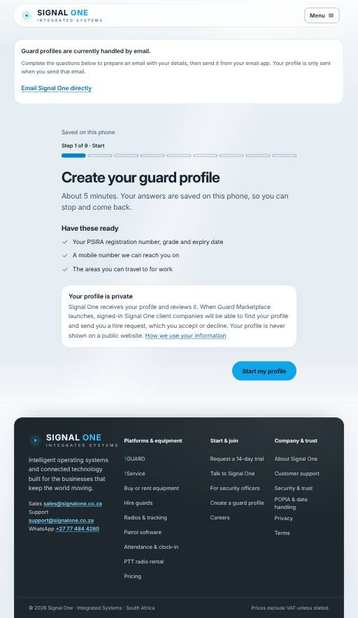 SIGNAL ONE
INTEGRATED SYSTEMS
Menu
Guard profiles are currently handled by email.
Complete the questions below to prepare an email with your details, then send it from your email app. Your profile is only sent
when you send that email.
Email Signal One directly
Saved on this phone
Step 1 of 9 · Start
Create your guard profile
About 5 minutes. Your answers are saved on this phone, so you can
stop and come back.
Have these ready
Your PSIRA registration number, grade and expiry date
A mobile number we can reach you on
The areas you can travel to for work
Your profile is private
Signal One receives your profile and reviews it. When Guard Marketplace
launches, signed-in Signal One client companies will be able to find your profile
and send you a hire request, which you accept or decline. Your profile is never
shown on a public website. How we use your information
Start my profile
SIGNAL ONE
INTEGRATED SYSTEMS
Intelligent operating systems
and connected technology
built for the businesses that
keep the world moving.
Sales sales@signalone.co.za
Support
support@signalone.co.za
WhatsApp +27 77 484 4260
Platforms & equipment
1GUARD
1Service
Buy or rent equipment
Hire guards
Radios & tracking
Patrol software
Attendance & clock-in
PTT radio rental
Pricing
Start & join
Request a 14-day trial
Talk to Signal One
For security officers
Create a guard profile
Careers
Company & trust
About Signal One
Customer support
Security & trust
POPIA & data
handling
Privacy
Terms
© 2026 Signal One · Integrated Systems · South Africa
Prices exclude VAT unless stated.